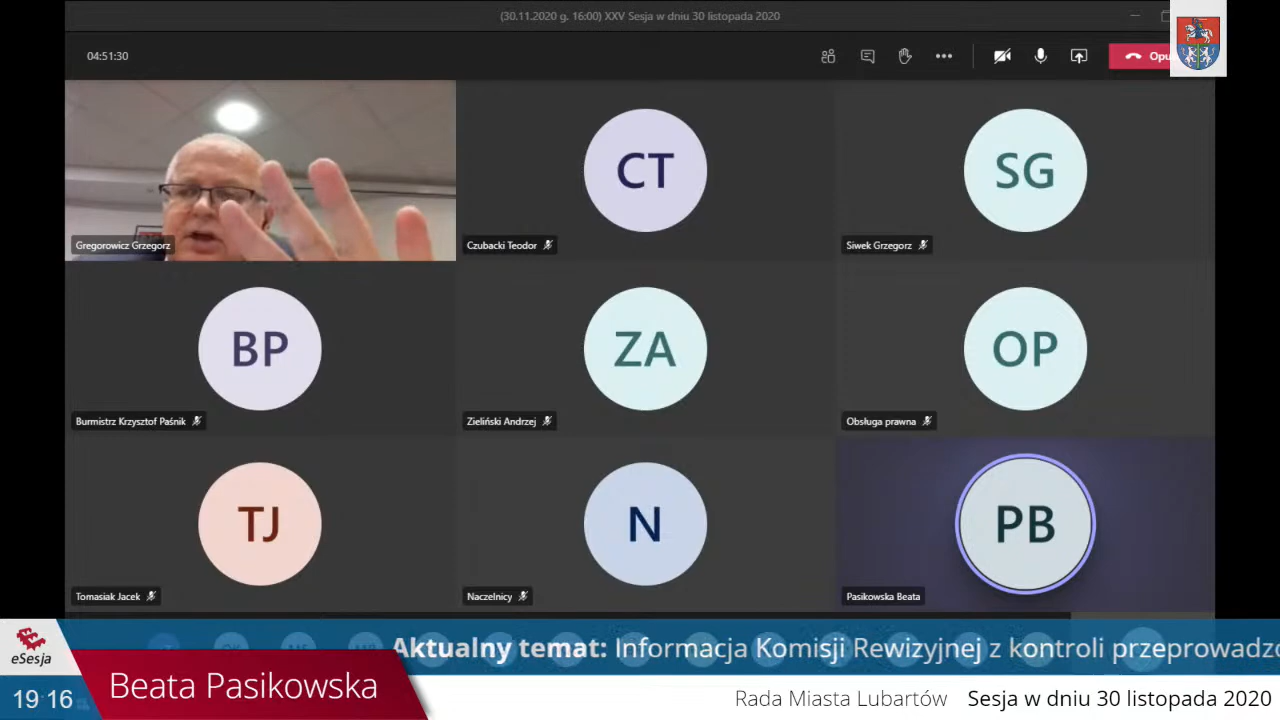 (30.11.2020 g. 16:00) XXV Sesja w dniu 30 listopada 2020
04:51:30
Opu
Gregorowicz Grzegorz
CT
Czubacki Teodor
SG
Siwek Grzegorz
BP
Burmistrz Krzysztof Paśnik
ZA
Zieliński Andrzej
OP
Obsługa prawna
TJ
Tomasiak Jacek
N
Naczelnicy
PB
Pasikowska Beata
eSesja
Aktualny temat: Informacja Komisji Rewizyjnej z kontroli przeprowadzo
19:16
Beata Pasikowska
Rada Miasta Lubartów Sesja w dniu 30 listopada 2020